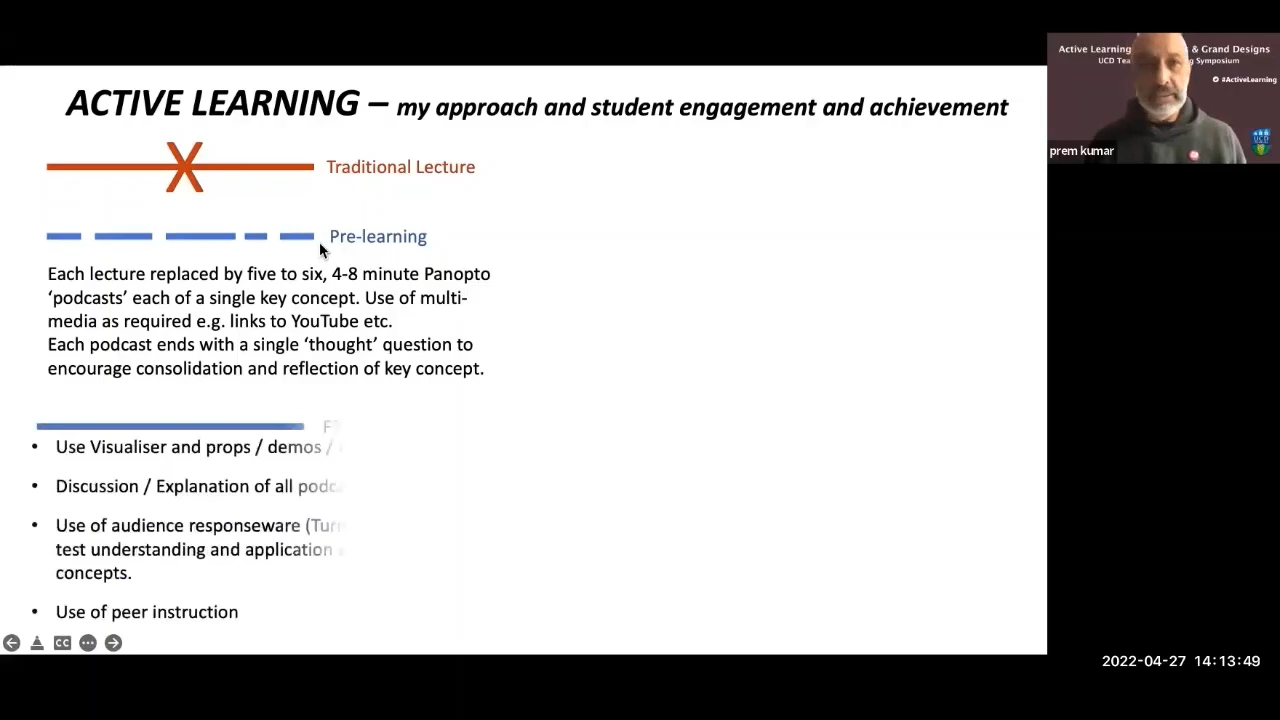 ACTIVE LEARNING – my approach and student engagement and achievement
Traditional Lecture
Pre-learning
Each lecture replaced by five to six, 4-8 minute Panopto
'podcasts' each of a single key concept. Use of multi-
media as required e.g. links to YouTube etc.
Each podcast ends with a single 'thought' question to
encourage consolidation and reflection of key concept.
• Use Visualiser and props / demos /
• Discussion / Explanation of all
• Use of audience responseware
test understanding and application
concepts.
• Use of peer instruction
CC
Active Learning & Grand Designs
UCD Symposium
#ActiveLearning
UCD
prem kumar
2022-04-27 14:13:49